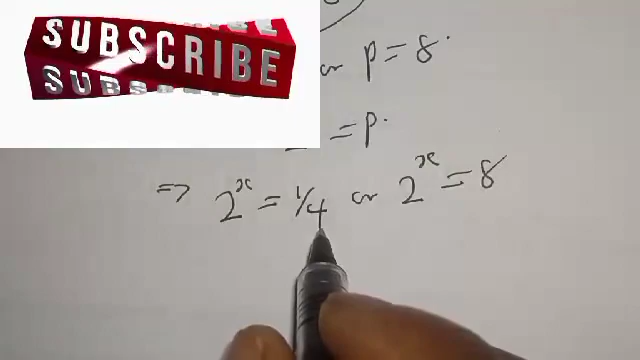 SUBSCRIBE
or p = 8.
= p.
⇒ 2^x = 1/4 or 2^x = 8